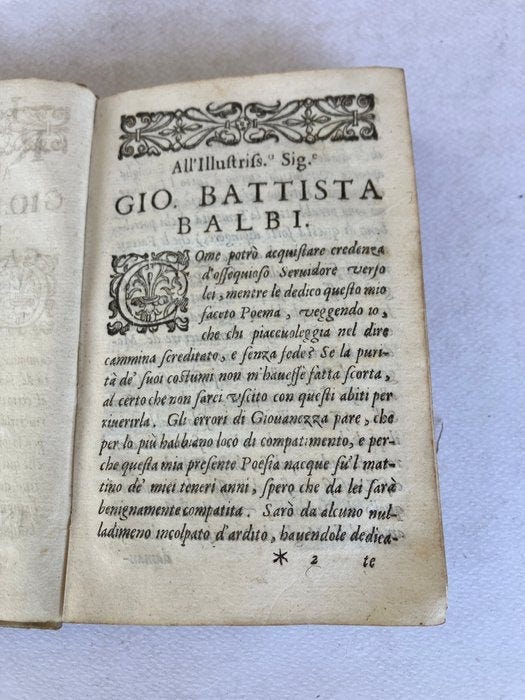 All'Illustriſs.º Sig.ᵉ
GIO. BATTISTA
BALBI.
COme potrò acquiſtare credenza
d'oſſequioſo Seruidore verſo
lei, mentre le dedico queſto mio
faceto Poema, veggendo io,
che chi piaceuoleggia nel dire
cammina ſcreditato, e ſenza fede? Se la puri-
tà de' ſuoi coſtumi non m'haueſſe fatta ſcorta,
al certo che non ſarei vſcito con queſti abiti per
riuerirla. Gli errori di Giouanezza pare, che
per lo più habbiano loco di compatimento, e per-
che queſta mia preſente Poeſia nacque ſu'l mat-
tino de' miei teneri anni, ſpero che da lei ſarà
benignamente compatita. Sarò da alcuno nul-
ladimeno incolpato d'ardito, hauendole dedica-
* 2 te